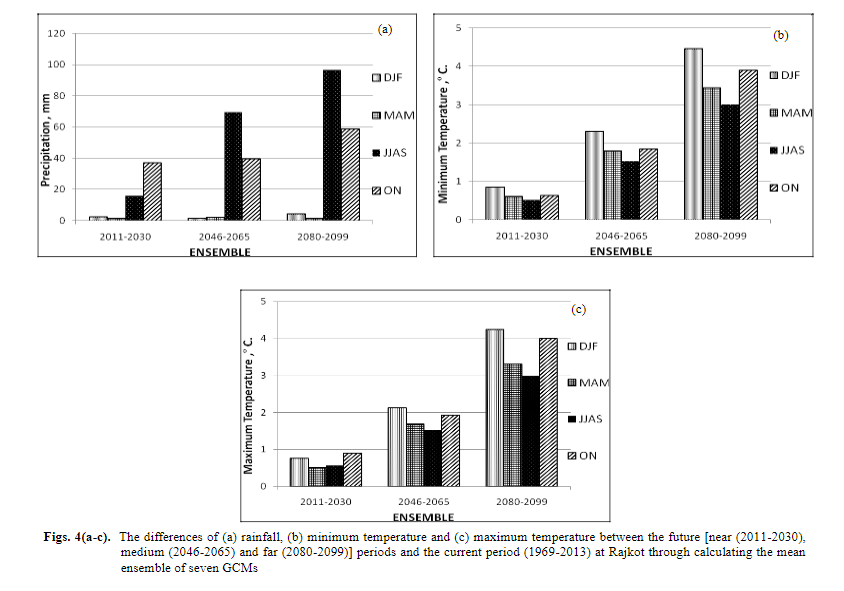 (a)
120
100
80
60
40
20
0
Precipitation, mm
2011-2030 2046-2065 2080-2099
ENSEMBLE
DJF
MAM
JJAS
ON
(b)
5
4
3
2
1
0
Minimum Temperature, °C.
2011-2030 2046-2065 2080-2099
ENSEMBLE
DJF
MAM
JJAS
ON
(c)
5
4
3
2
1
0
Maximum Temperature, °C.
2011-2030 2046-2065 2080-2099
ENSEMBLE
DJF
MAM
JJAS
ON
Figs. 4(a-c). The differences of (a) rainfall, (b) minimum temperature and (c) maximum temperature between the future [near (2011-2030),
medium (2046-2065) and far (2080-2099)] periods and the current period (1969-2013) at Rajkot through calculating the mean
ensemble of seven GCMs